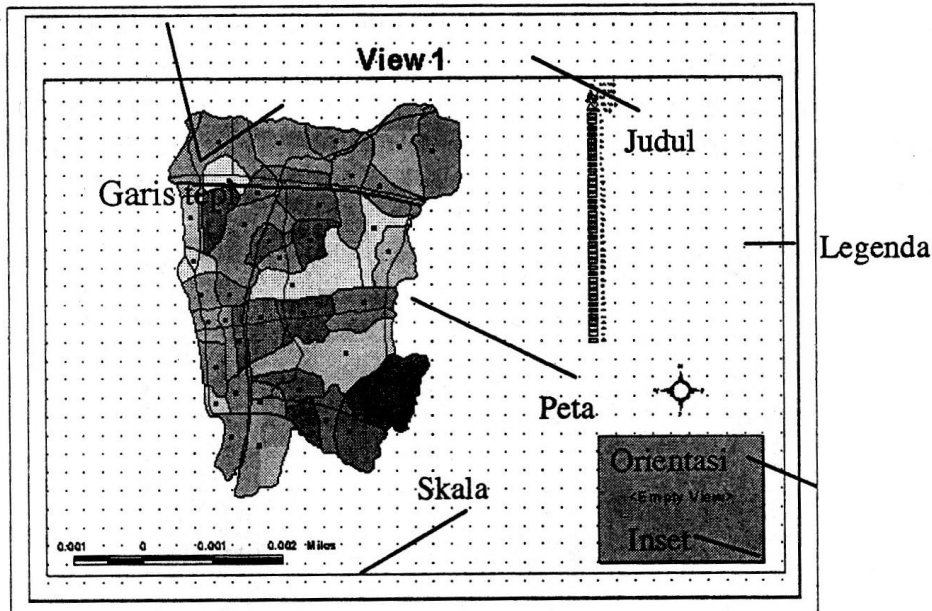 View 1
Judul
Garis tepi
Legenda
Peta
Orientasi
<Empty View>
Skala
Inset
0.001 0 0.001 0.002 Miles